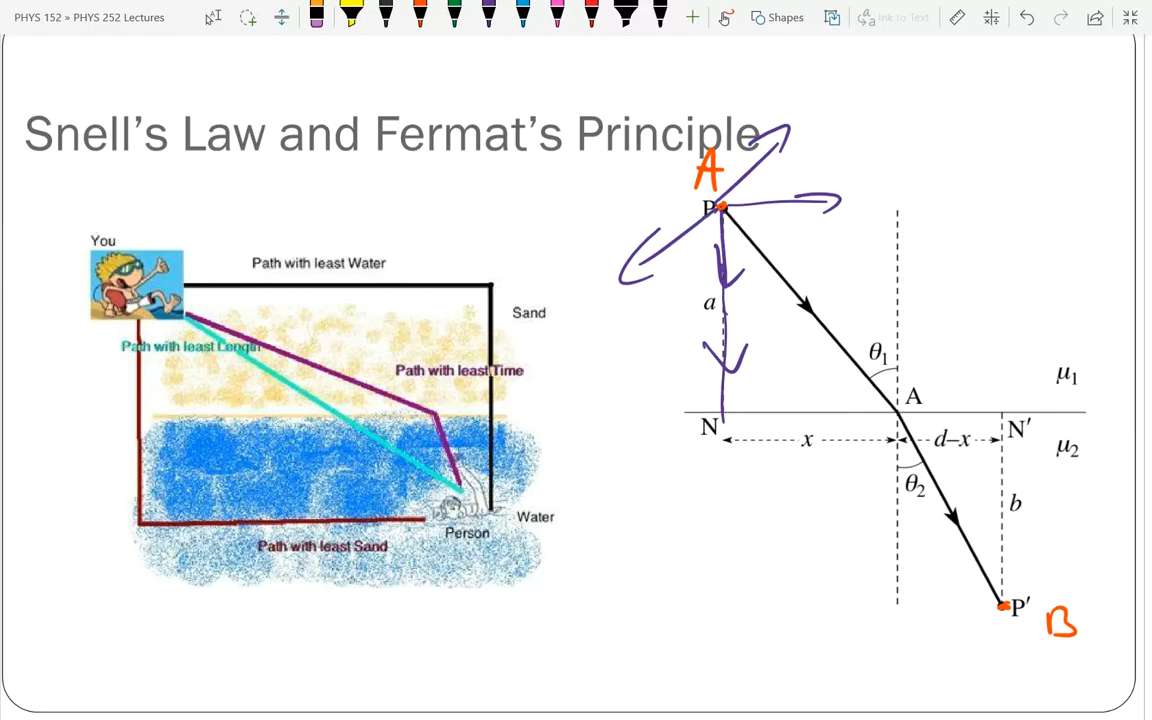 PHYS 152 » PHYS 252 Lectures
Shapes
Ink to Text
Snell's Law and Fermat's Principle
You
Path with least Water
Sand
Path with least Length
Path with least Time
Water
Person
Path with least Sand
A
P
a
θ1
μ1
A
N
x
d–x
N′
μ2
θ2
b
P′
B